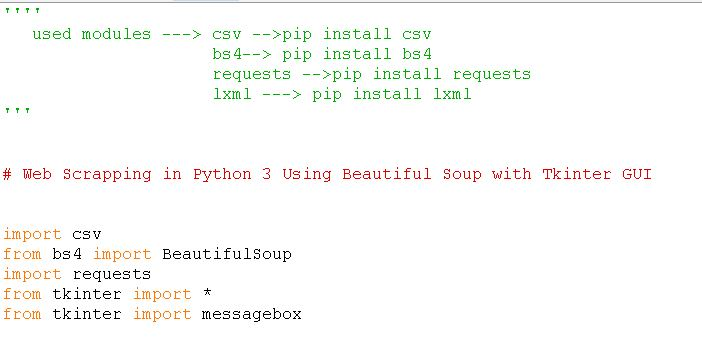 ''''
used modules ---> csv -->pip install csv
bs4--> pip install bs4
requests -->pip install requests
lxml ---> pip install lxml
'''
# Web Scrapping in Python 3 Using Beautiful Soup with Tkinter GUI
import csv
from bs4 import BeautifulSoup
import requests
from tkinter import *
from tkinter import messagebox